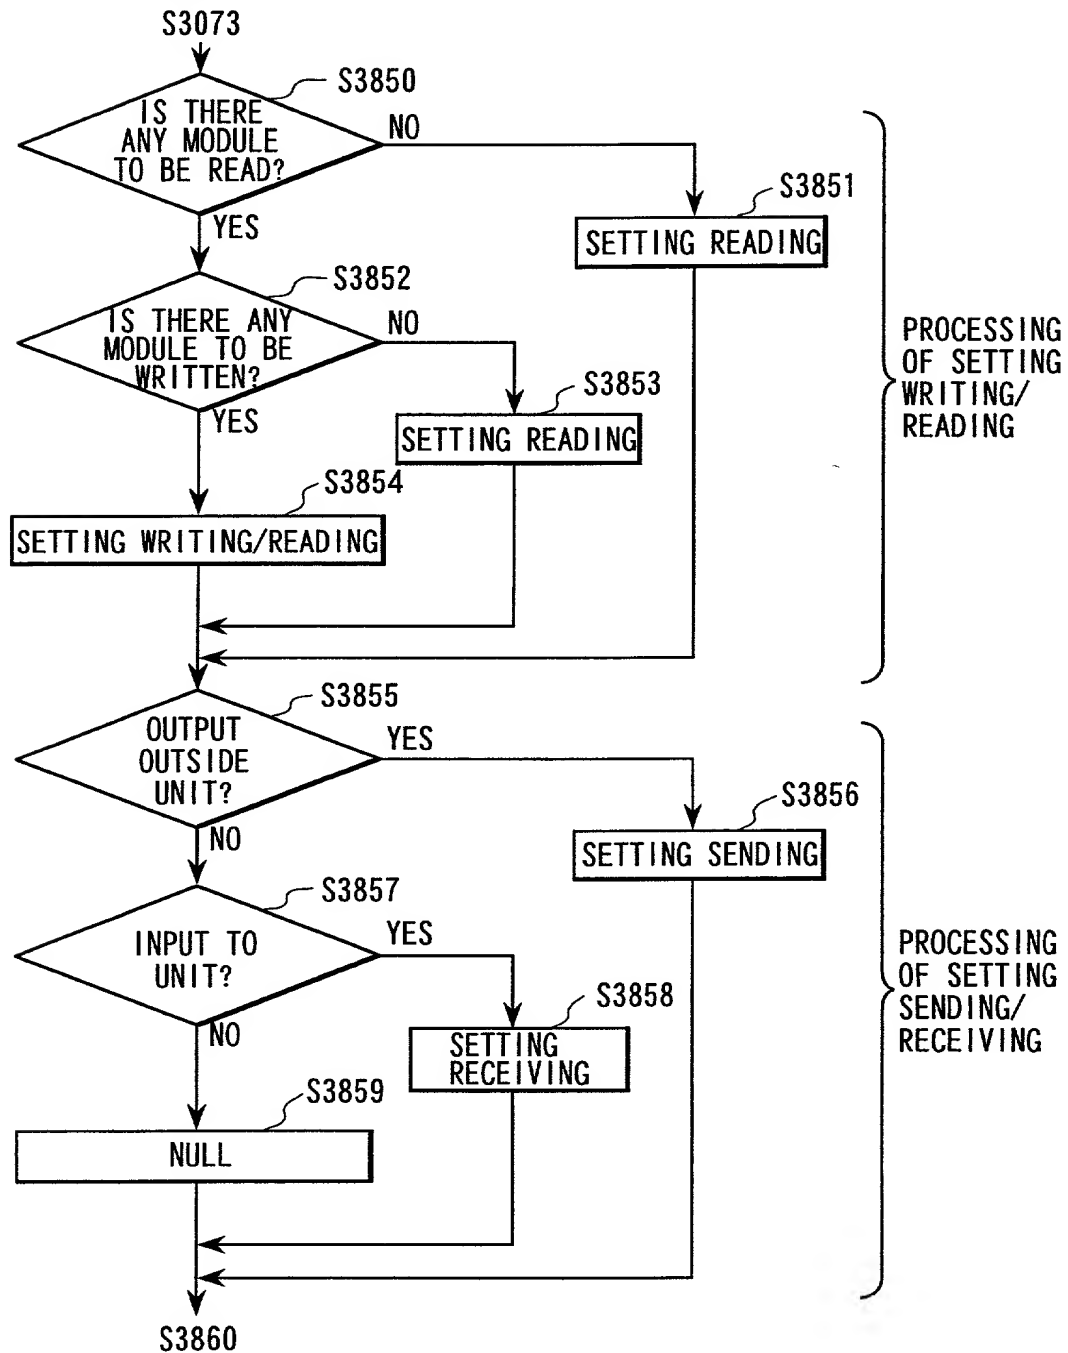 S3073
S3850
IS THERE
ANY MODULE
TO BE READ?
NO
YES
S3851
SETTING READING
S3852
IS THERE ANY
MODULE TO BE
WRITTEN?
NO
YES
S3853
SETTING READING
S3854
SETTING WRITING/READING
PROCESSING
OF SETTING
WRITING/
READING
S3855
OUTPUT
OUTSIDE
UNIT?
YES
NO
S3856
SETTING SENDING
S3857
INPUT TO
UNIT?
YES
NO
S3858
SETTING
RECEIVING
S3859
NULL
PROCESSING
OF SETTING
SENDING/
RECEIVING
S3860